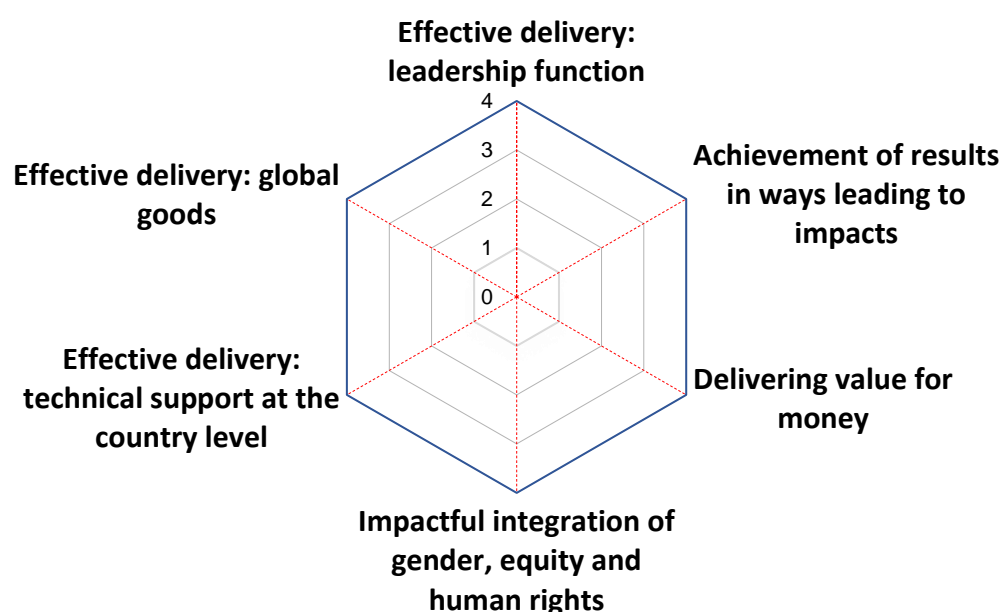 Effective delivery:
leadership function
4
3
2
1
0
Achievement of results
in ways leading to
impacts
Delivering value for
money
Impactful integration of
gender, equity and
human rights
Effective delivery:
technical support at the
country level
Effective delivery: global
goods